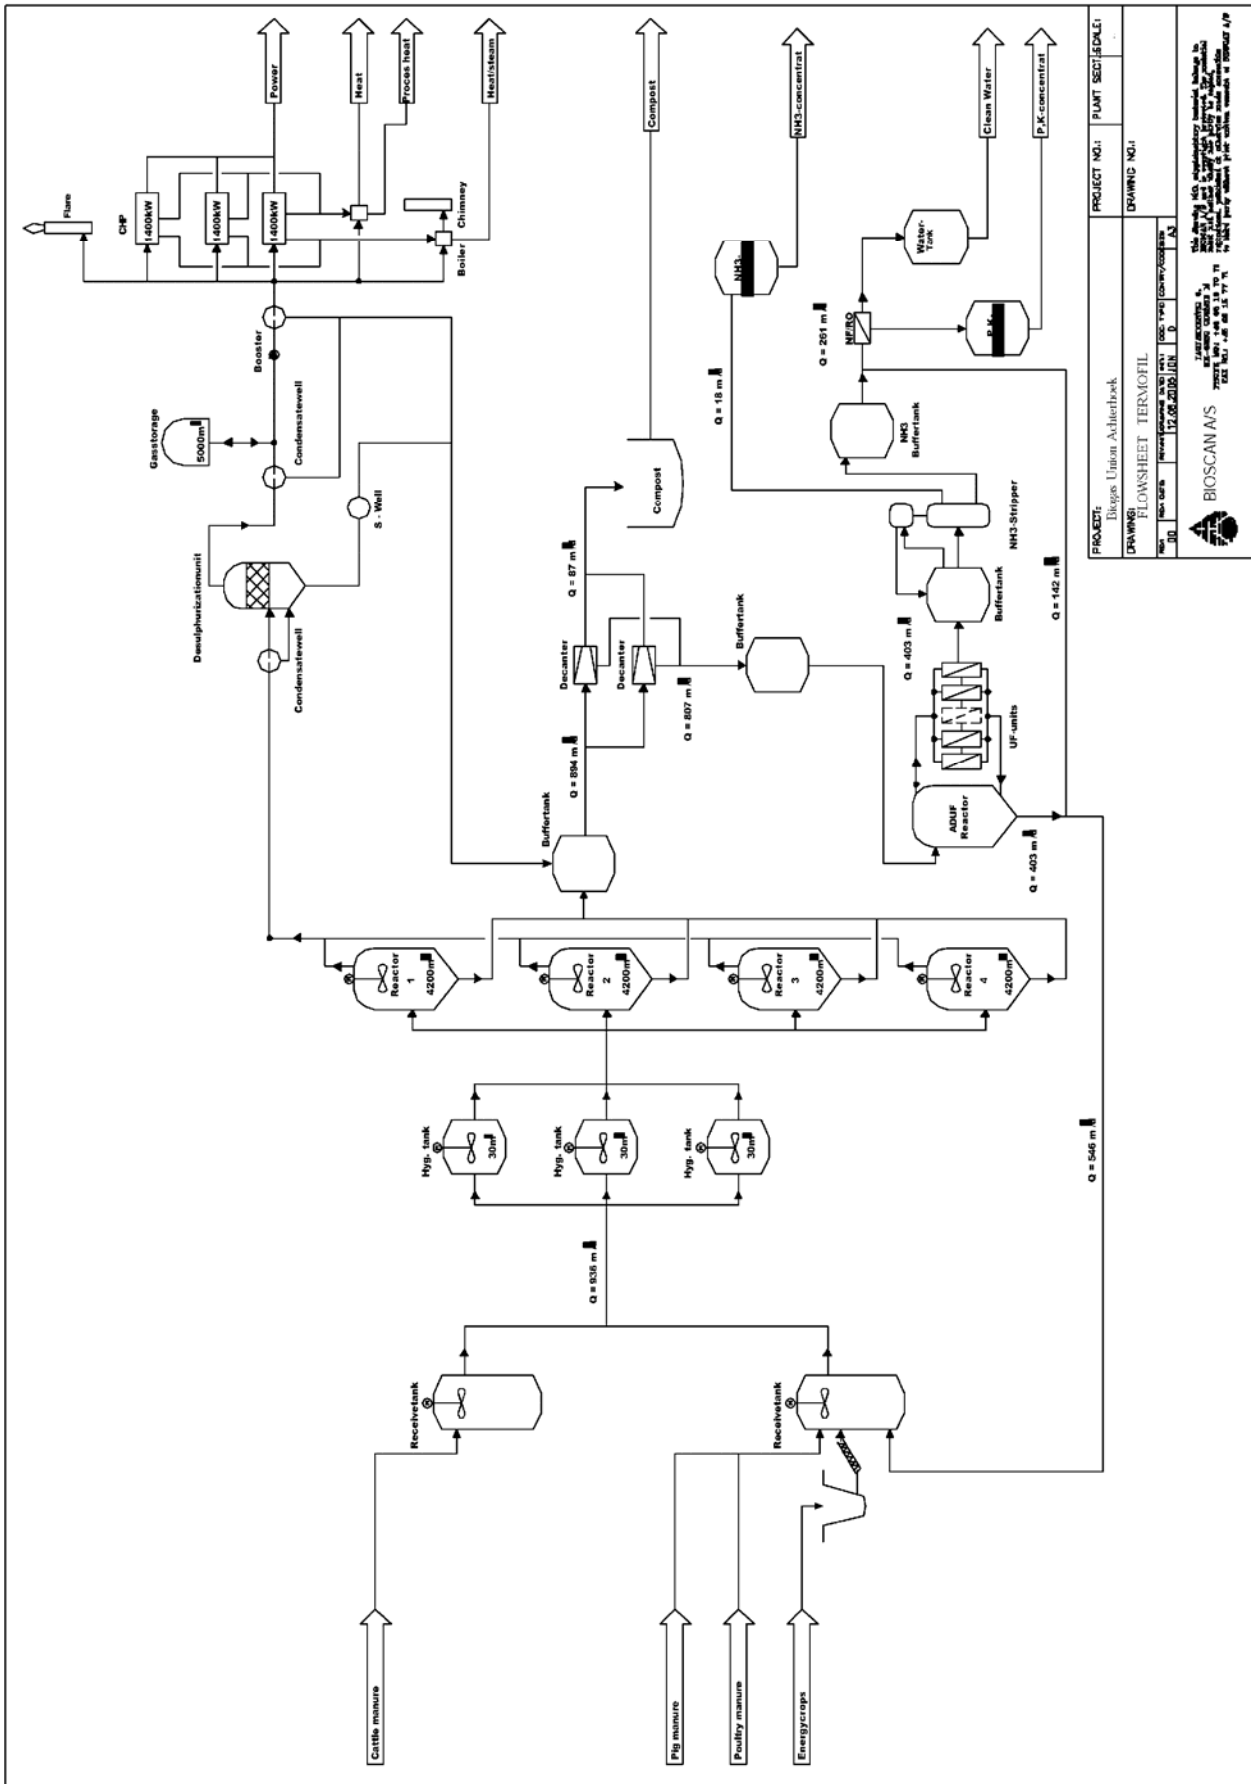 Cattle manure
Pig manure
Poultry manure
Energycrops
Receivetank
Receivetank
Q = 936 m
Hyg. tank
30m
Hyg. tank
30m
Hyg. tank
30m
Reactor
1
4200m
Reactor
2
4200m
Reactor
3
4200m
Reactor
4
4200m
Q = 546 m
Buffertank
Q = 894 m
Decanter
Decanter
Q = 87 m
Q = 807 m
Buffertank
Compost
Compost
ADUF
Reactor
Q = 403 m
UF-units
Q = 403 m
Buffertank
NH3-Stripper
Q = 142 m
NH3
Buffertank
Q = 18 m
Q = 261 m
NF/RO
NH3-
P,K-
Water-
Tank
NH3-concentrat
Clean Water
P,K-concentrat
Condensatewell
Desulphurizationunit
S - Well
Condensatewell
Gasstorage
5000m
Booster
Flare
CHP
1400kW
1400kW
1400kW
Boiler
Chimney
Power
Heat
Proces heat
Heat/steam
PROJECT:
Biogas Union Achterhoek
PROJECT NO.:
PLANT SECT.:
SCALE:
DRAWING:
FLOWSHEET TERMOFIL
DRAWING NO.:
00
12.08.2005
JDN
D
A3
BIOSCAN A/S